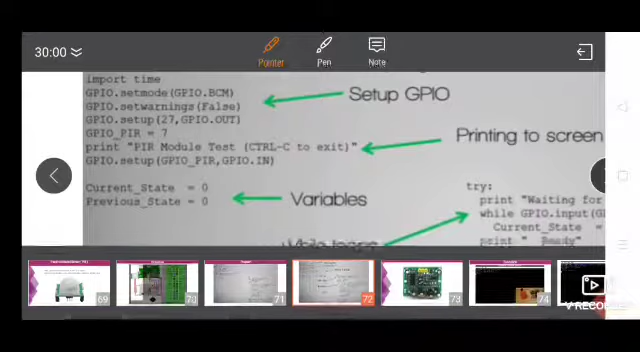 30:00
Pointer
Pen
Note
import time
GPIO.setmode(GPIO.BCM)
GPIO.setwarnings(False)
GPIO.setup(27,GPIO.OUT)
GPIO_PIR = 7
print "PIR Module Test (CTRL-C to exit)"
GPIO.setup(GPIO_PIR,GPIO.IN)
Setup GPIO
Printing to screen
Current_State = 0
Previous_State = 0
Variables
While loops
try:
print "Waiting for
while GPIO.input(G
Current_State =
print " Ready"
69
70
71
72
73
74
V RECO